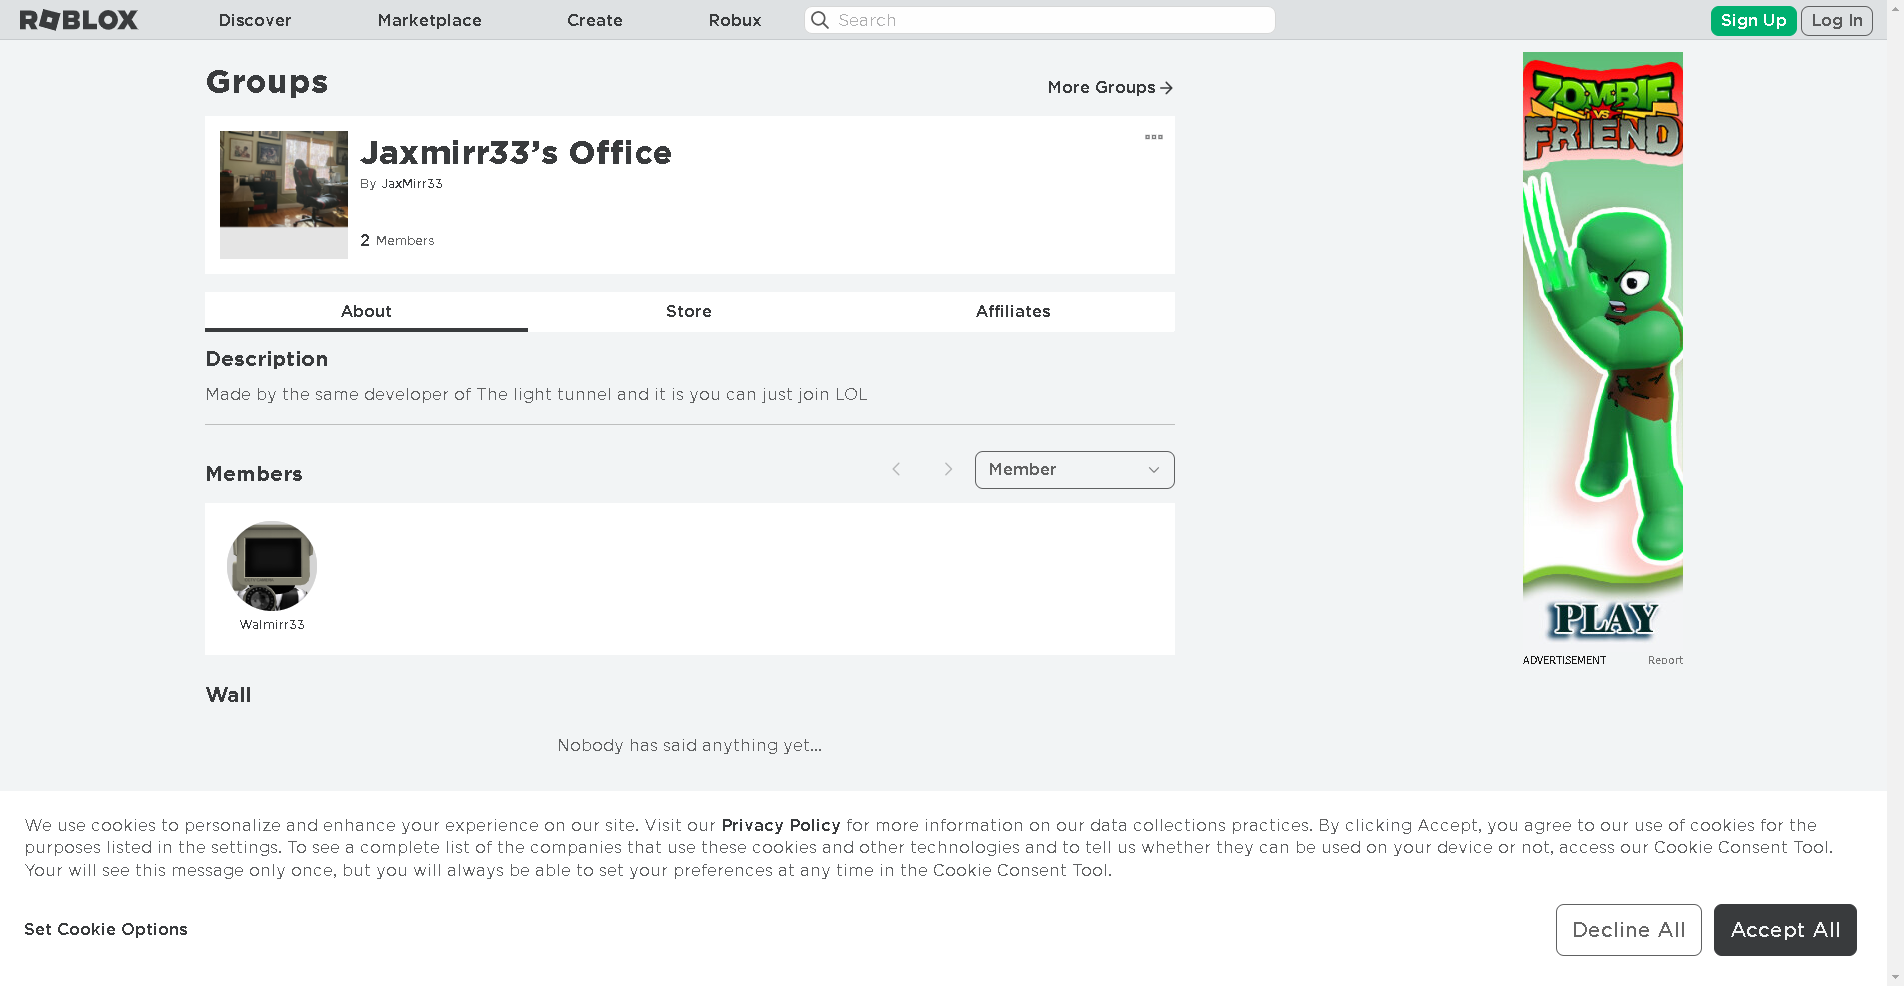 ROBLOX
Discover
Marketplace
Create
Robux
Search
Sign Up
Log In
Groups
More Groups
Jaxmirr33’s Office
By JaxMirr33
2 Members
About
Store
Affiliates
Description
Made by the same developer of The light tunnel and it is you can just join LOL
Members
Member
Walmirr33
Wall
Nobody has said anything yet...
ZOMBIE
VS
FRIEND
PLAY
ADVERTISEMENT
Report
We use cookies to personalize and enhance your experience on our site. Visit our Privacy Policy for more information on our data collections practices. By clicking Accept, you agree to our use of cookies for the
purposes listed in the settings. To see a complete list of the companies that use these cookies and other technologies and to tell us whether they can be used on your device or not, access our Cookie Consent Tool.
Your will see this message only once, but you will always be able to set your preferences at any time in the Cookie Consent Tool.
Set Cookie Options
Decline All
Accept All